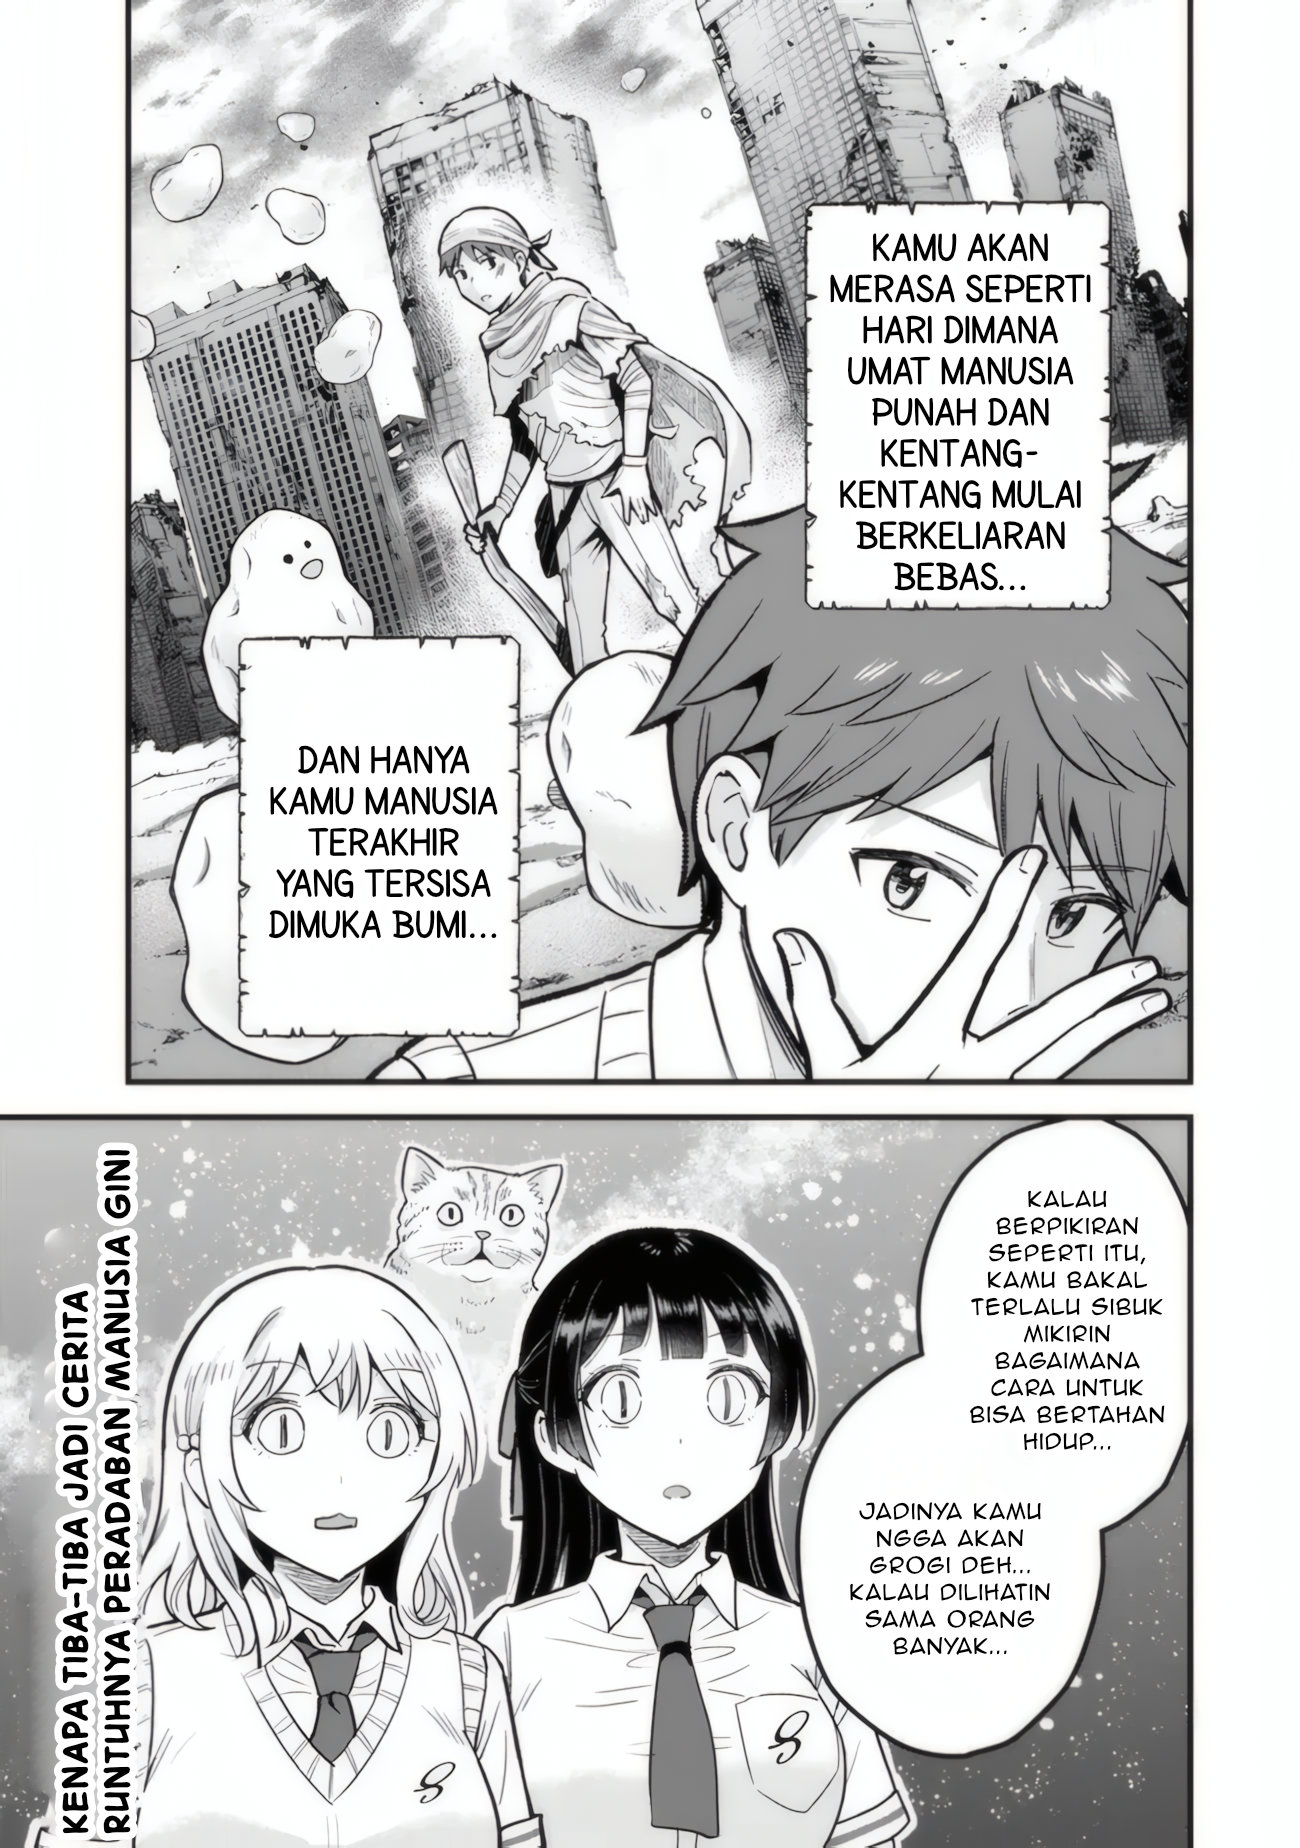 KAMU AKAN
MERASA SEPERTI
HARI DIMANA
UMAT MANUSIA
PUNAH DAN
KENTANG-
KENTANG MULAI
BERKELIARAN
BEBAS...
DAN HANYA
KAMU MANUSIA
TERAKHIR
YANG TERSISA
DIMUKA BUMI...
KALAU
BERPIKIRAN
SEPERTI ITU,
KAMU BAKAL
TERLALU SIBUK
MIKIRIN
BAGAIMANA
CARA UNTUK
BISA BERTAHAN
HIDUP...
JADINYA KAMU
NGGA AKAN
GROGI DEH...
KALAU DILIHATIN
SAMA ORANG
BANYAK...
KENAPA TIBA-TIBA JADI CERITA
RUNTUHNYA PERADABAN MANUSIA GINI